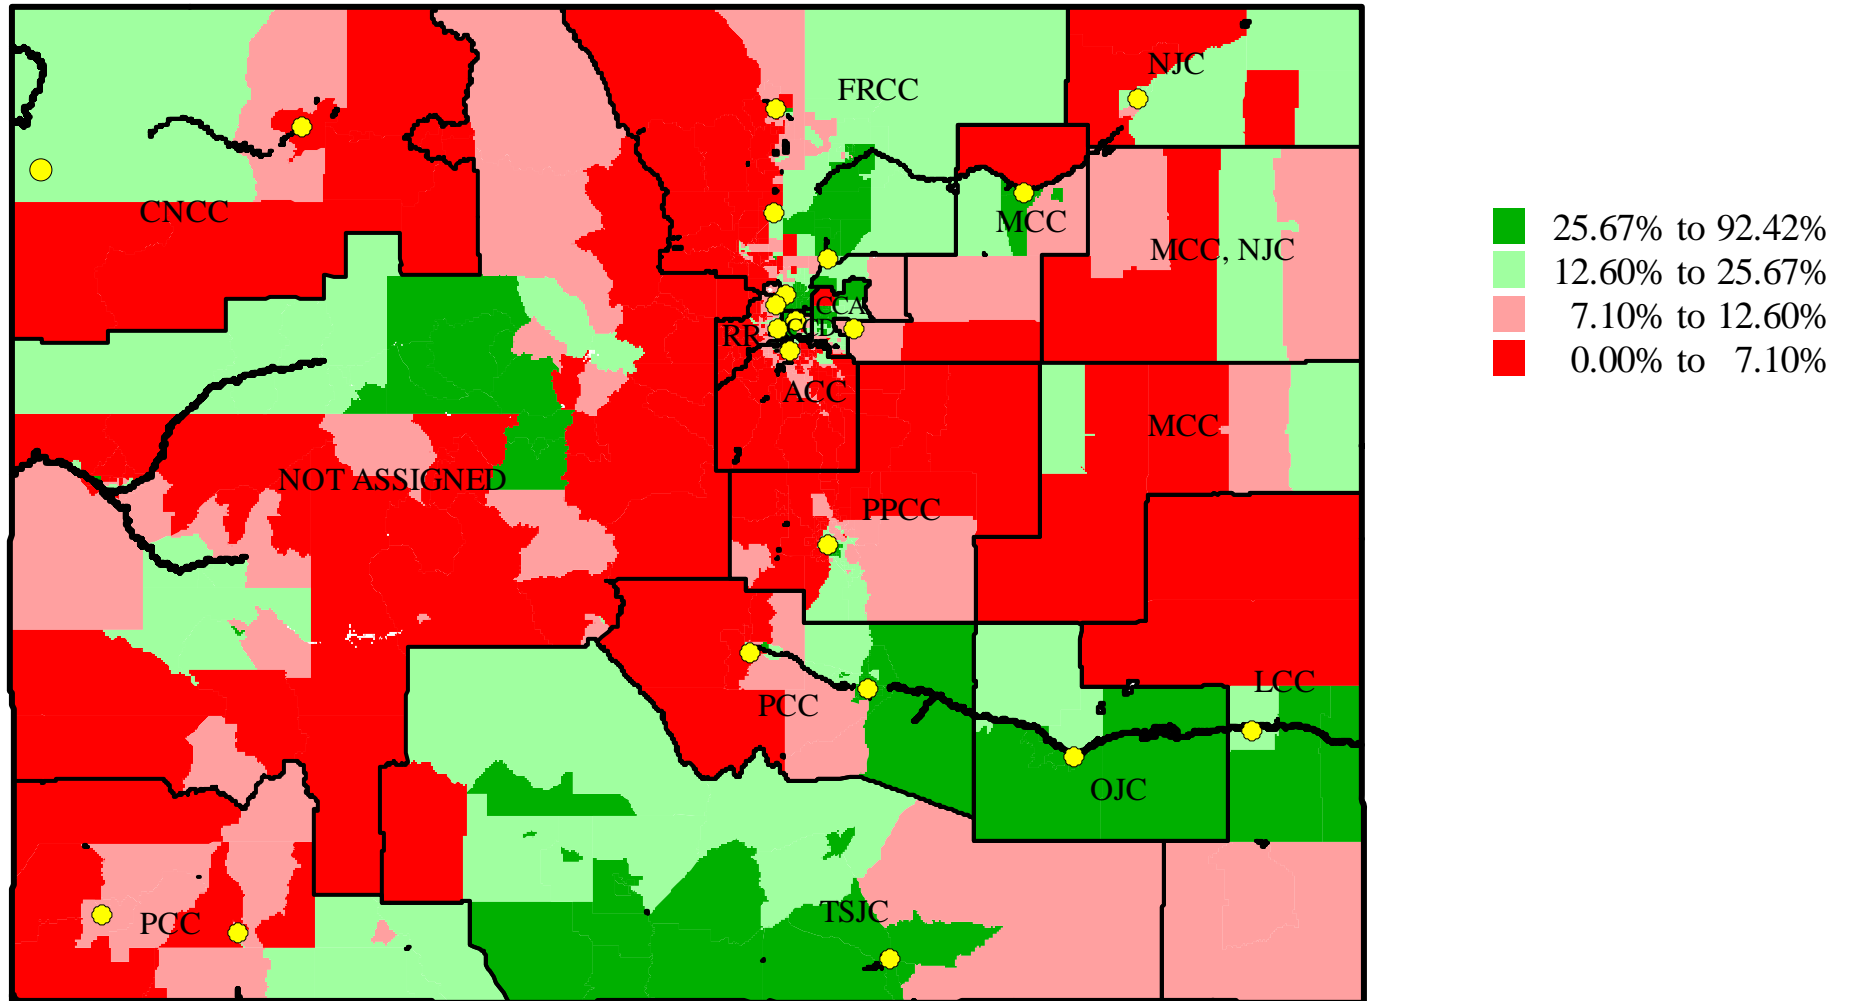 NJC
FRCC
CNCC
MCC
MCC, NJC
25.67% to 92.42%
12.60% to 25.67%
7.10% to 12.60%
0.00% to 7.10%
CCA
CCD
RR
ACC
MCC
NOT ASSIGNED
PPCC
LCC
PCC
OJC
TSJC
PCC